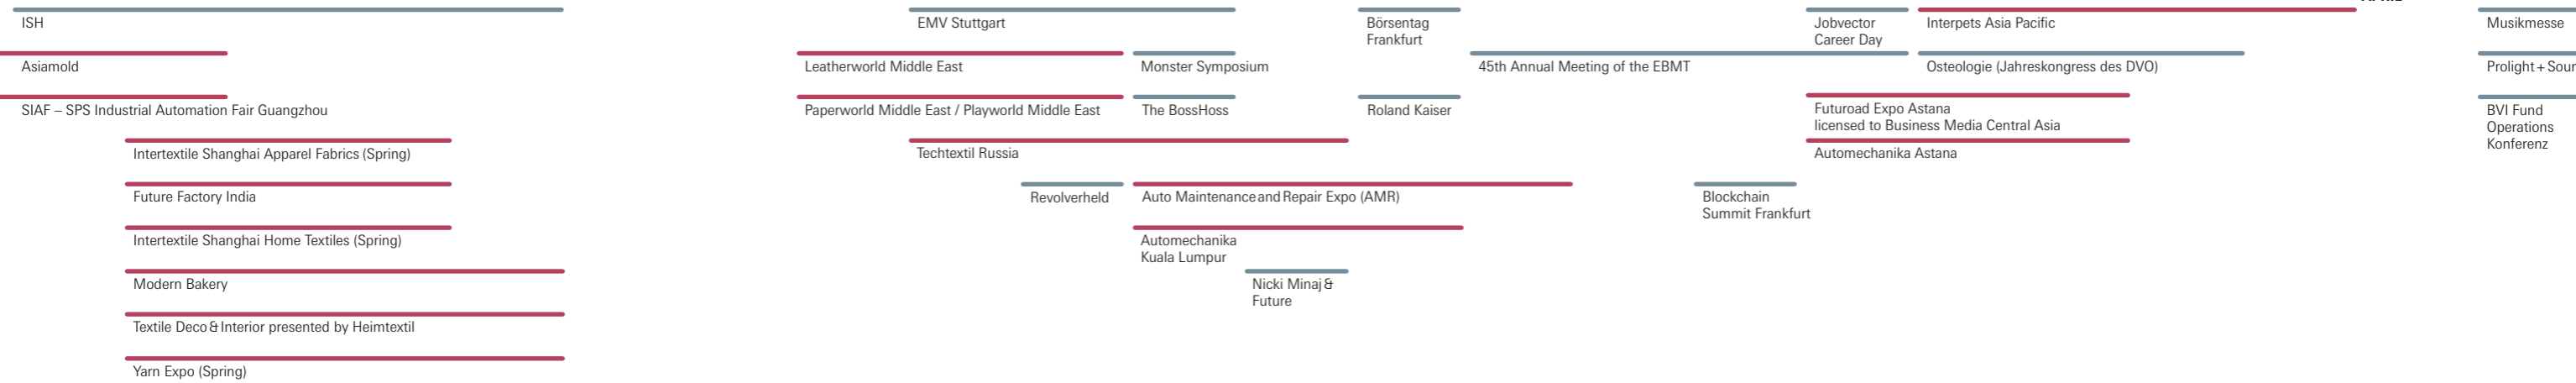 ISH
EMV Stuttgart
Börsentag
Frankfurt
Jobvector
Career Day
Interpets Asia Pacific
Musikmesse
Asiamold
Leatherworld Middle East
Monster Symposium
45th Annual Meeting of the EBMT
Osteologie (Jahreskongress des DVO)
Prolight + Sour
SIAF – SPS Industrial Automation Fair Guangzhou
Paperworld Middle East / Playworld Middle East
The BossHoss
Roland Kaiser
Futuroad Expo Astana
licensed to Business Media Central Asia
BVI Fund
Operations
Konferenz
Intertextile Shanghai Apparel Fabrics (Spring)
Techtextil Russia
Automechanika Astana
Future Factory India
Revolverheld
Auto Maintenance and Repair Expo (AMR)
Blockchain
Summit Frankfurt
Intertextile Shanghai Home Textiles (Spring)
Automechanika
Kuala Lumpur
Modern Bakery
Nicki Minaj &
Future
Textile Deco & Interior presented by Heimtextil
Yarn Expo (Spring)